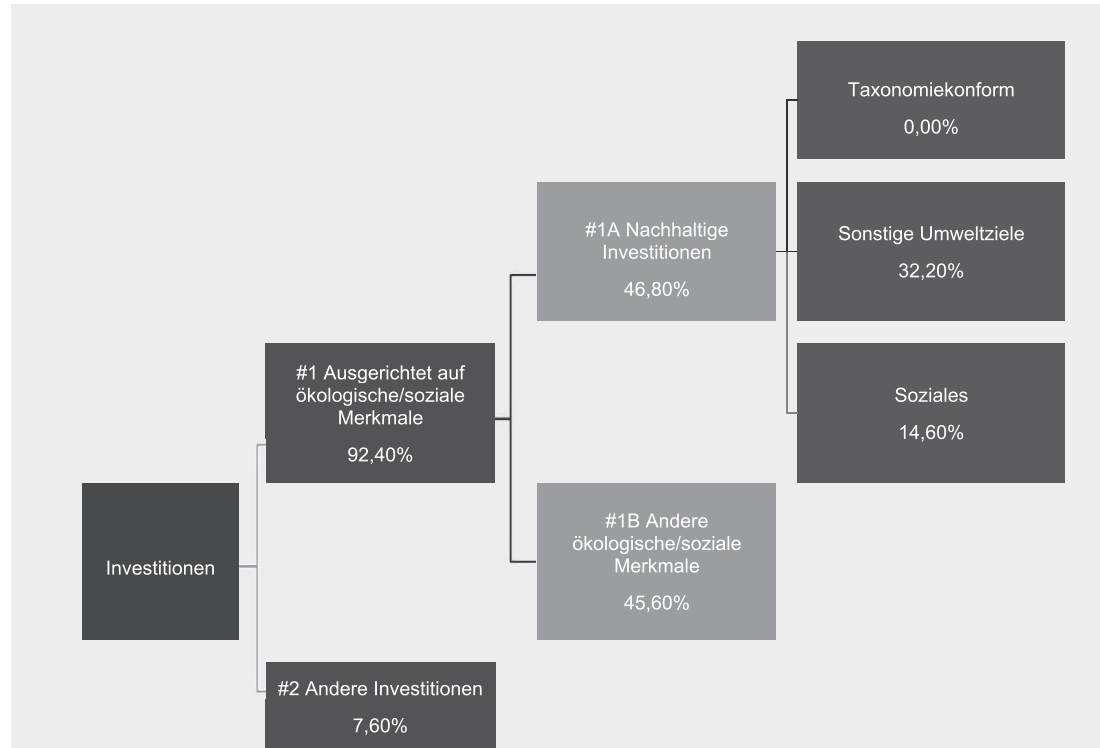 Taxonomiekonform
0,00%
#1A Nachhaltige
Investitionen
46,80%
Sonstige Umweltziele
32,20%
#1 Ausgerichtet auf
ökologische/soziale
Merkmale
92,40%
Soziales
14,60%
Investitionen
#1B Andere
ökologische/soziale
Merkmale
45,60%
#2 Andere Investitionen
7,60%